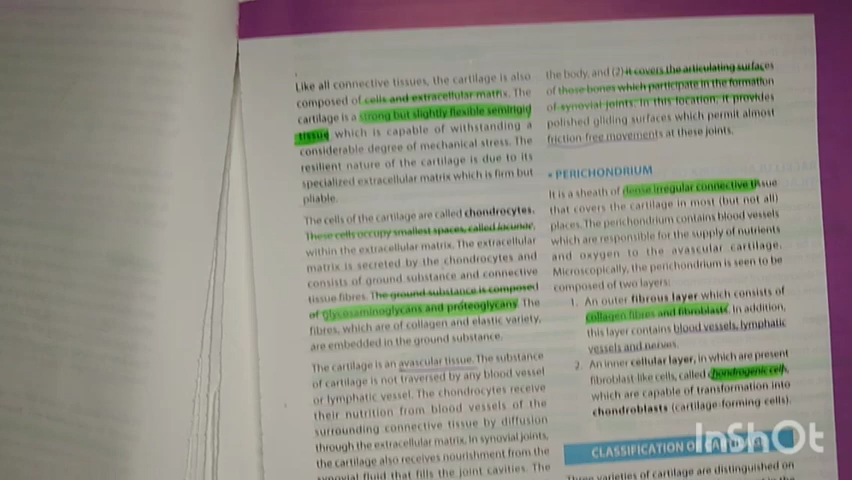 Like all connective tissues, the cartilage is also
composed of cells and extracellular matrix. The
cartilage is a strong but slightly flexible semirigid
tissue which is capable of withstanding a
considerable degree of mechanical stress. The
resilient nature of the cartilage is due to its
specialized extracellular matrix which is firm but
pliable.
The cells of the cartilage are called chondrocytes.
These cells occupy smallest spaces, called lacunae,
within the extracellular matrix. The extracellular
matrix is secreted by the chondrocytes and
consists of ground substance and connective
tissue fibres. The ground substance is composed
of glycosaminoglycans and proteoglycans. The
fibres, which are of collagen and elastic variety,
are embedded in the ground substance.
The cartilage is an avascular tissue. The substance
of cartilage is not traversed by any blood vessel
or lymphatic vessel. The chondrocytes receive
their nutrition from blood vessels of the
surrounding connective tissue by diffusion
through the extracellular matrix. In synovial joints,
the cartilage also receives nourishment from the
synovial fluid that fills the joint cavities. The
the body, and (2) it covers the articulating surfaces
of those bones which participate in the formation
of synovial joints. In this location, it provides
polished gliding surfaces which permit almost
friction free movements at these joints.
• PERICHONDRIUM
It is a sheath of dense irregular connective tissue
that covers the cartilage in most (but not all)
places. The perichondrium contains blood vessels
which are responsible for the supply of nutrients
and oxygen to the avascular cartilage.
Microscopically, the perichondrium is seen to be
composed of two layers:
1. An outer fibrous layer which consists of
collagen fibres and fibroblasts. In addition,
this layer contains blood vessels, lymphatic
vessels and nerves.
2. An inner cellular layer, in which are present
fibroblast-like cells, called chondrogenic cells,
which are capable of transformation into
chondroblasts (cartilage-forming cells).
CLASSIFICATION OF CARTILAGE
Three varieties of cartilage are distinguished on
InShOt